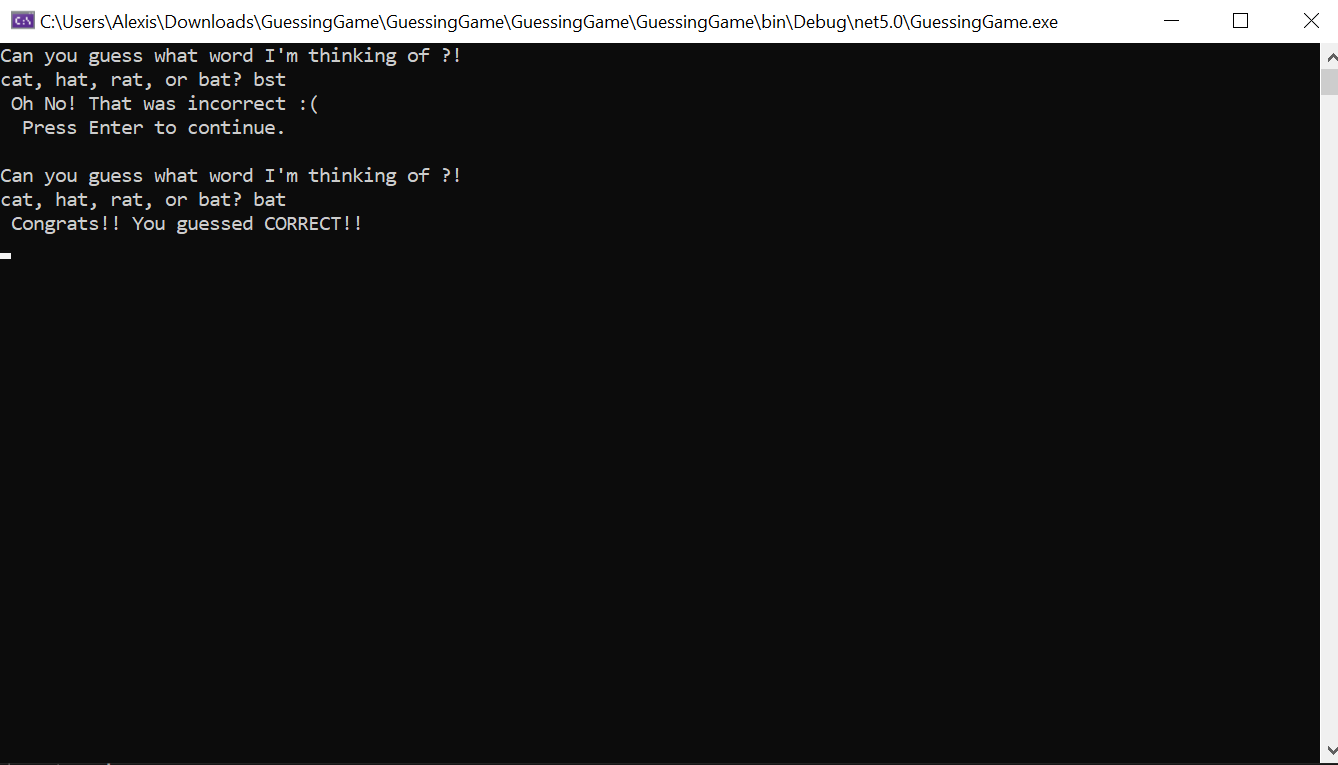 C:\Users\Alexis\Downloads\GuessingGame\GuessingGame\GuessingGame\GuessingGame\bin\Debug\net5.0\GuessingGame.exe
Can you guess what word I'm thinking of ?!
cat, hat, rat, or bat? bst
Oh No! That was incorrect :(
Press Enter to continue.
Can you guess what word I'm thinking of ?!
cat, hat, rat, or bat? bat
Congrats!! You guessed CORRECT!!